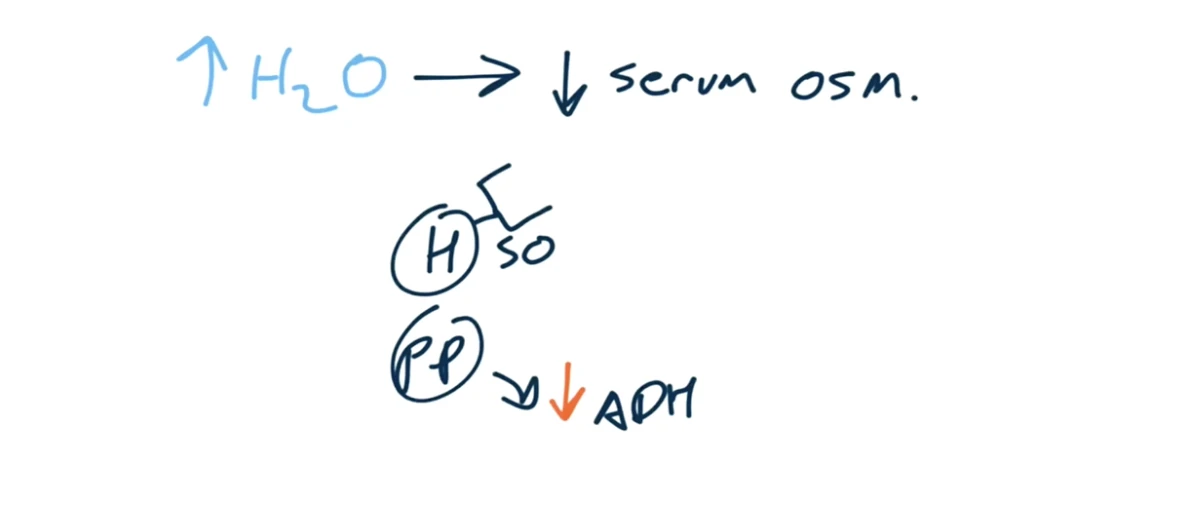 ↑ H₂O → ↓ serum osm.
H SO
PP ↓ ADH